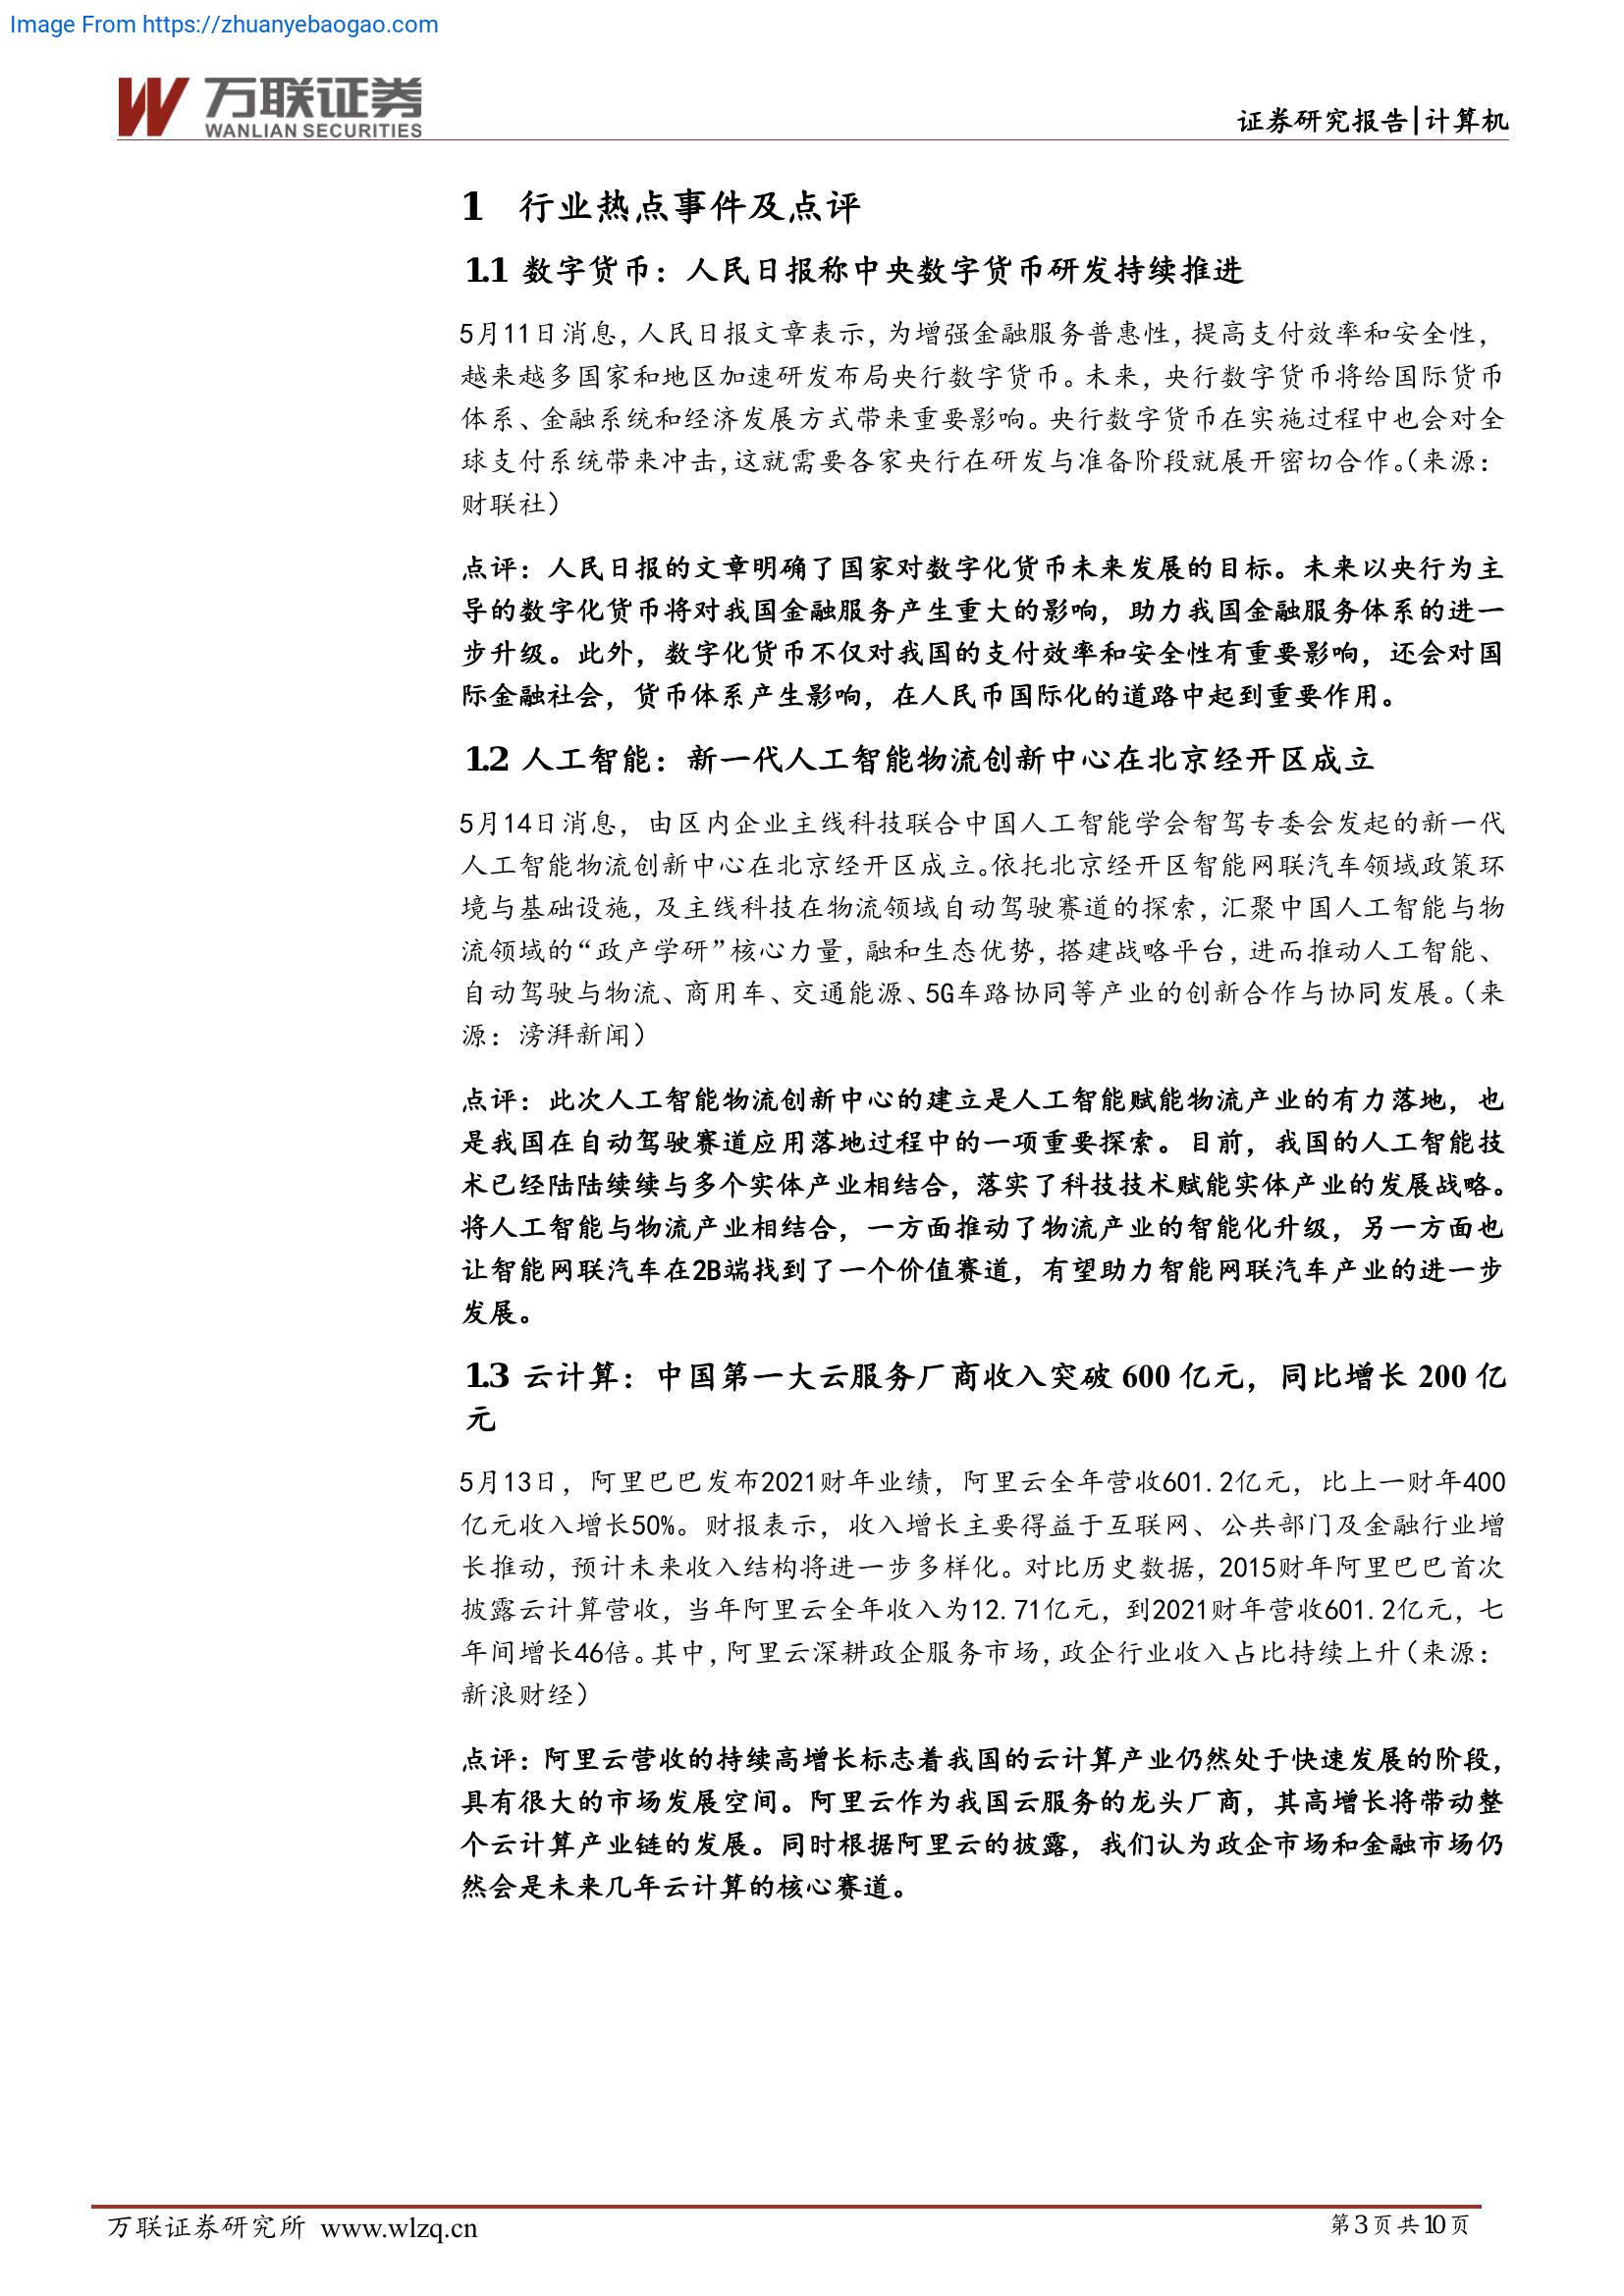 Image From https://zhuanyebaogao.com
万联证券
WANLIAN SECURITIES
证券研究报告|计算机
1 行业热点事件及点评
1.1 数字货币：人民日报称中央数字货币研发持续推进
5月11日消息，人民日报文章表示，为增强金融服务普惠性，提高支付效率和安全性，
越来越多国家和地区加速研发布局央行数字货币。未来，央行数字货币将给国际货币
体系、金融系统和经济发展方式带来重要影响。央行数字货币在实施过程中也会对全
球支付系统带来冲击，这就需要各家央行在研发与准备阶段就展开密切合作。（来源：
财联社）
点评：人民日报的文章明确了国家对数字化货币未来发展的目标。未来以央行为主
导的数字化货币将对我国金融服务产生重大的影响，助力我国金融服务体系的进一
步升级。此外，数字化货币不仅对我国的支付效率和安全性有重要影响，还会对国
际金融社会，货币体系产生影响，在人民币国际化的道路中起到重要作用。
1.2 人工智能：新一代人工智能物流创新中心在北京经开区成立
5月14日消息，由区内企业主线科技联合中国人工智能学会智驾专委会发起的新一代
人工智能物流创新中心在北京经开区成立。依托北京经开区智能网联汽车领域政策环
境与基础设施，及主线科技在物流领域自动驾驶赛道的探索，汇聚中国人工智能与物
流领域的“政产学研”核心力量，融和生态优势，搭建战略平台，进而推动人工智能、
自动驾驶与物流、商用车、交通能源、5G车路协同等产业的创新合作与协同发展。（来
源：滂湃新闻）
点评：此次人工智能物流创新中心的建立是人工智能赋能物流产业的有力落地，也
是我国在自动驾驶赛道应用落地过程中的一项重要探索。目前，我国的人工智能技
术已经陆陆续续与多个实体产业相结合，落实了科技技术赋能实体产业的发展战略。
将人工智能与物流产业相结合，一方面推动了物流产业的智能化升级，另一方面也
让智能网联汽车在2B端找到了一个价值赛道，有望助力智能网联汽车产业的进一步
发展。
1.3 云计算：中国第一大云服务厂商收入突破 600 亿元，同比增长 200 亿
元
5月13日，阿里巴巴发布2021财年业绩，阿里云全年营收601.2亿元，比上一财年400
亿元收入增长50%。财报表示，收入增长主要得益于互联网、公共部门及金融行业增
长推动，预计未来收入结构将进一步多样化。对比历史数据，2015财年阿里巴巴首次
披露云计算营收，当年阿里云全年收入为12.71亿元，到2021财年营收601.2亿元，七
年间增长46倍。其中，阿里云深耕政企服务市场，政企行业收入占比持续上升（来源：
新浪财经）
点评：阿里云营收的持续高增长标志着我国的云计算产业仍然处于快速发展的阶段，
具有很大的市场发展空间。阿里云作为我国云服务的龙头厂商，其高增长将带动整
个云计算产业链的发展。同时根据阿里云的披露，我们认为政企市场和金融市场仍
然会是未来几年云计算的核心赛道。
万联证券研究所 www.wlzq.cn
第3页共10页